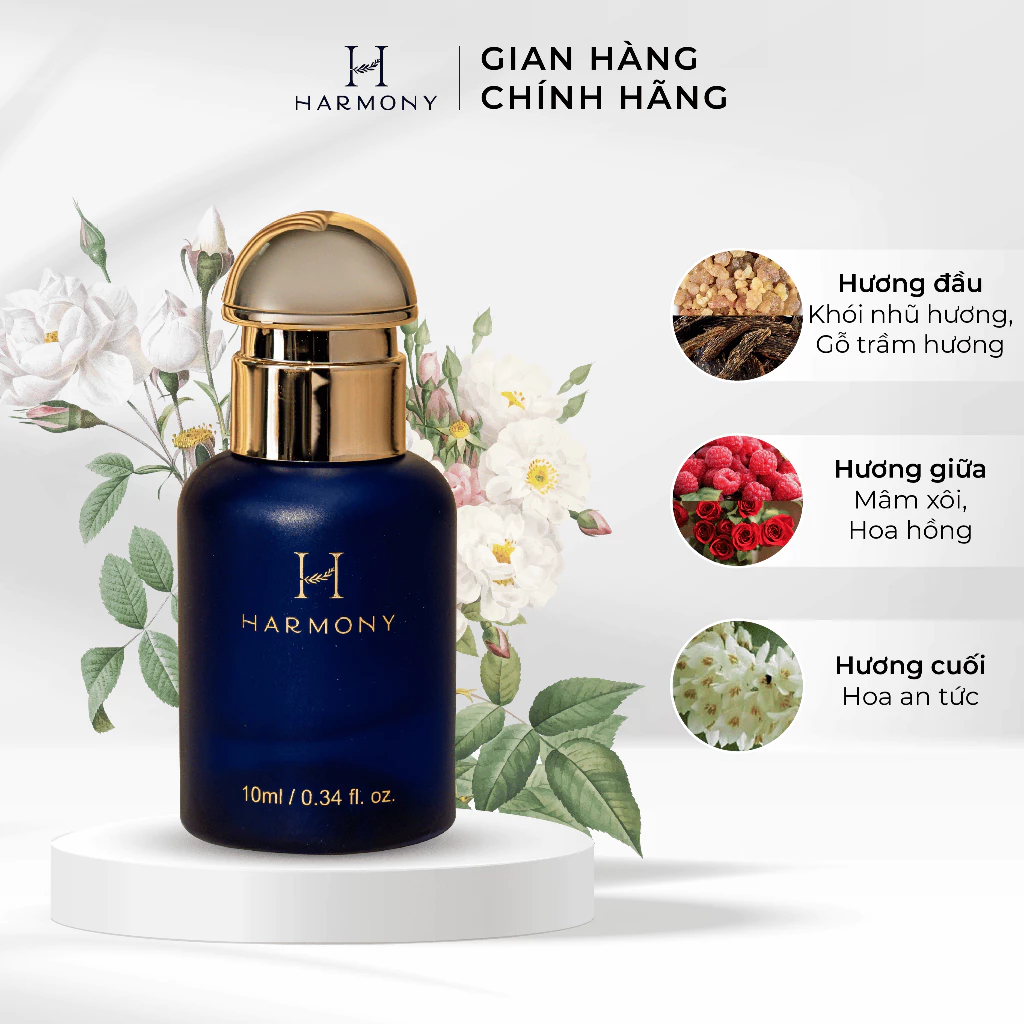 H
HARMONY
GIAN HÀNG
CHÍNH HÃNG
Hương đầu
Khói nhũ hương,
Gỗ trầm hương
Hương giữa
Mâm xôi,
Hoa hồng
Hương cuối
Hoa an tức
H
HARMONY
10ml / 0.34 fl. oz.